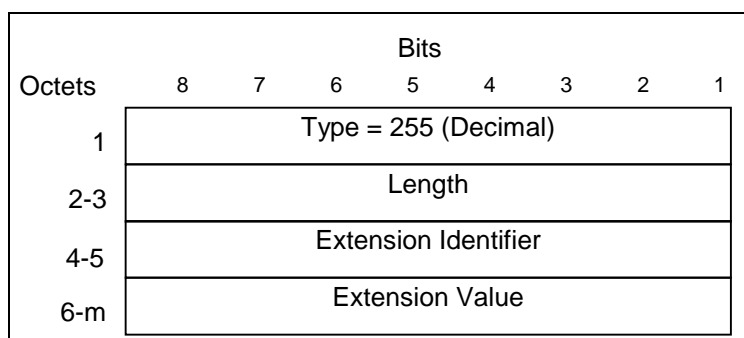 Bits
Octets 8 7 6 5 4 3 2 1
1 Type = 255 (Decimal)
2-3 Length
4-5 Extension Identifier
6-m Extension Value